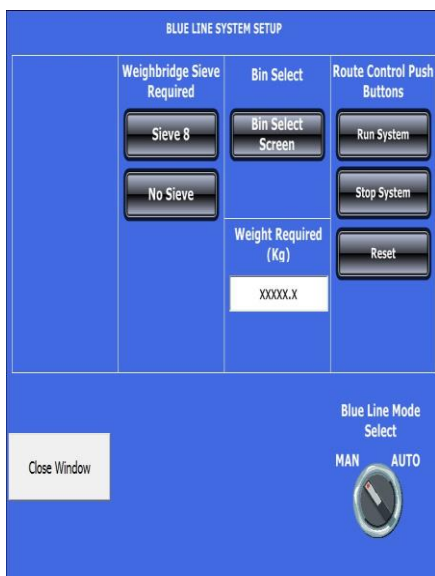 BLUE LINE SYSTEM SETUP
Weighbridge Sieve
Required
Sieve 8
No Sieve
Bin Select
Bin Select
Screen
Weight Required
(Kg)
XXXXX.X
Route Control Push
Buttons
Run System
Stop System
Reset
Close Window
Blue Line Mode
Select
MAN AUTO